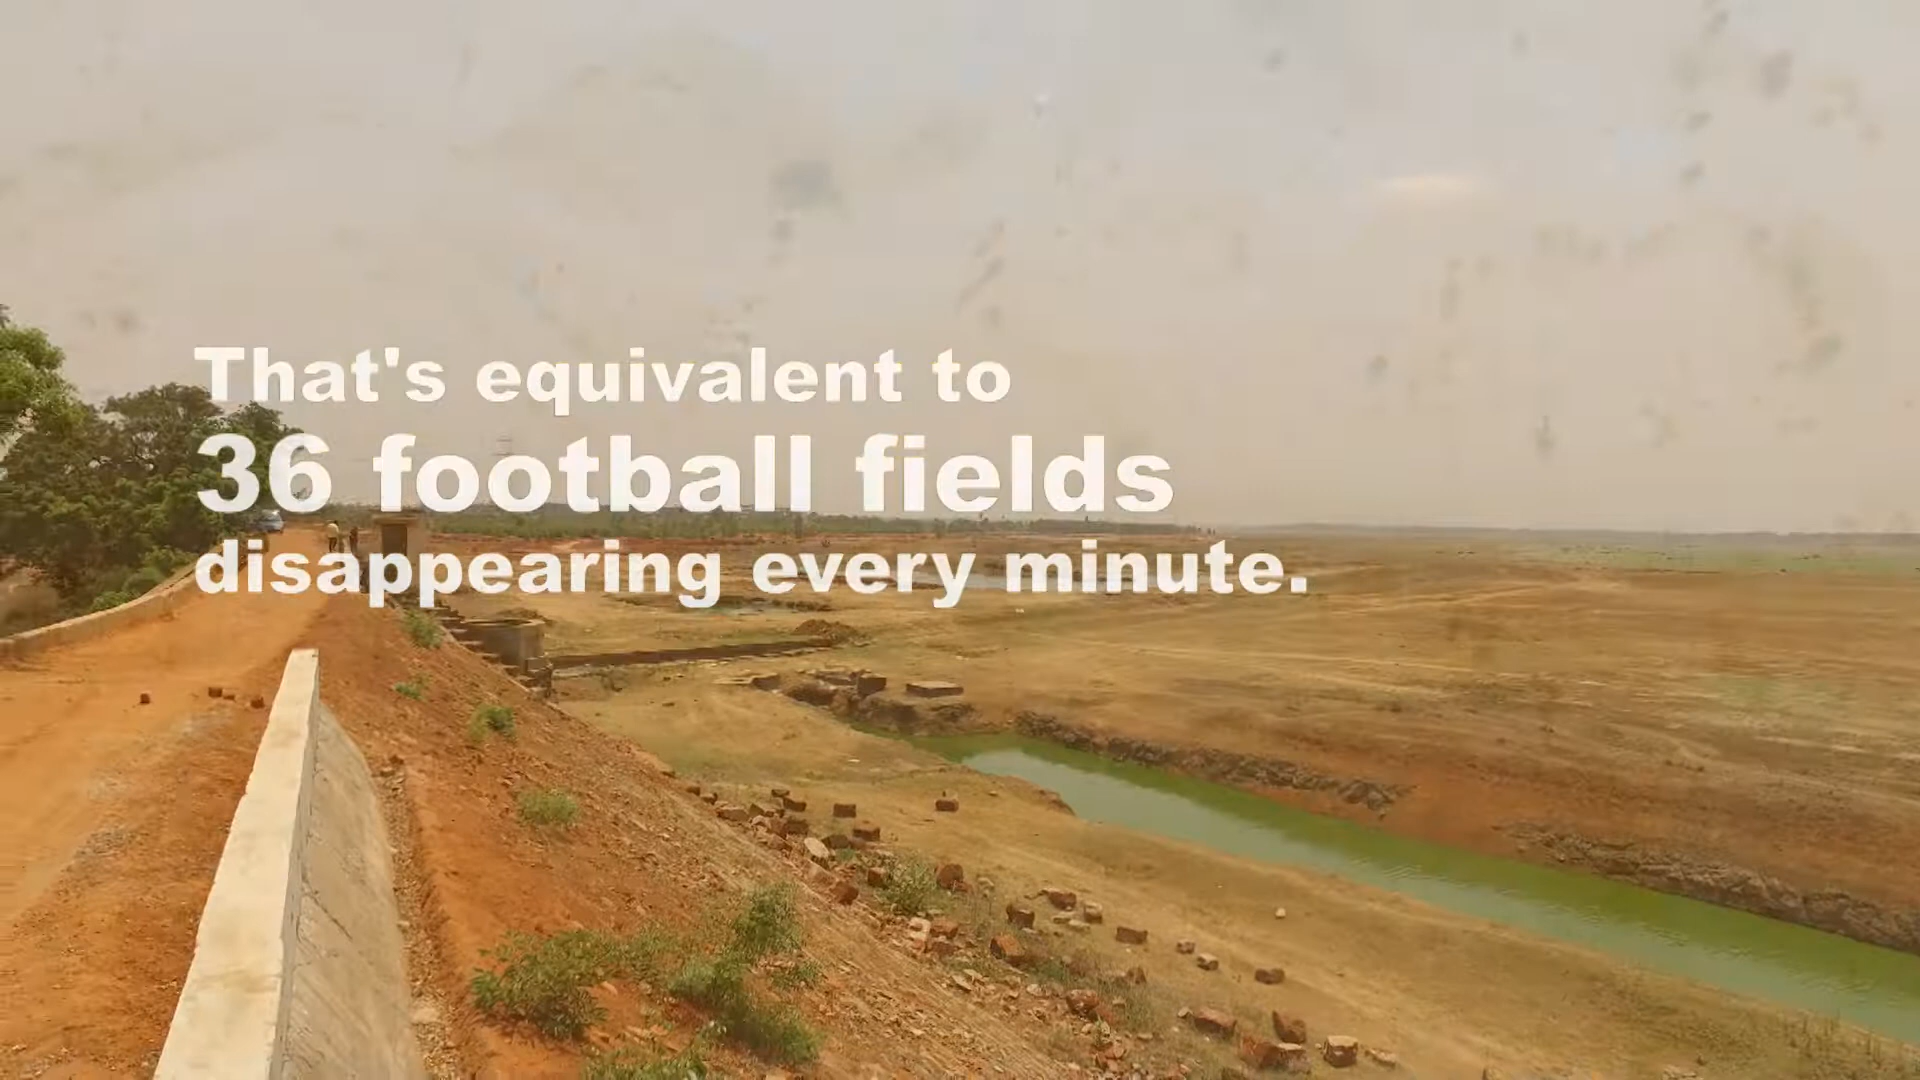 That's equivalent to
36 football fields
disappearing every minute.